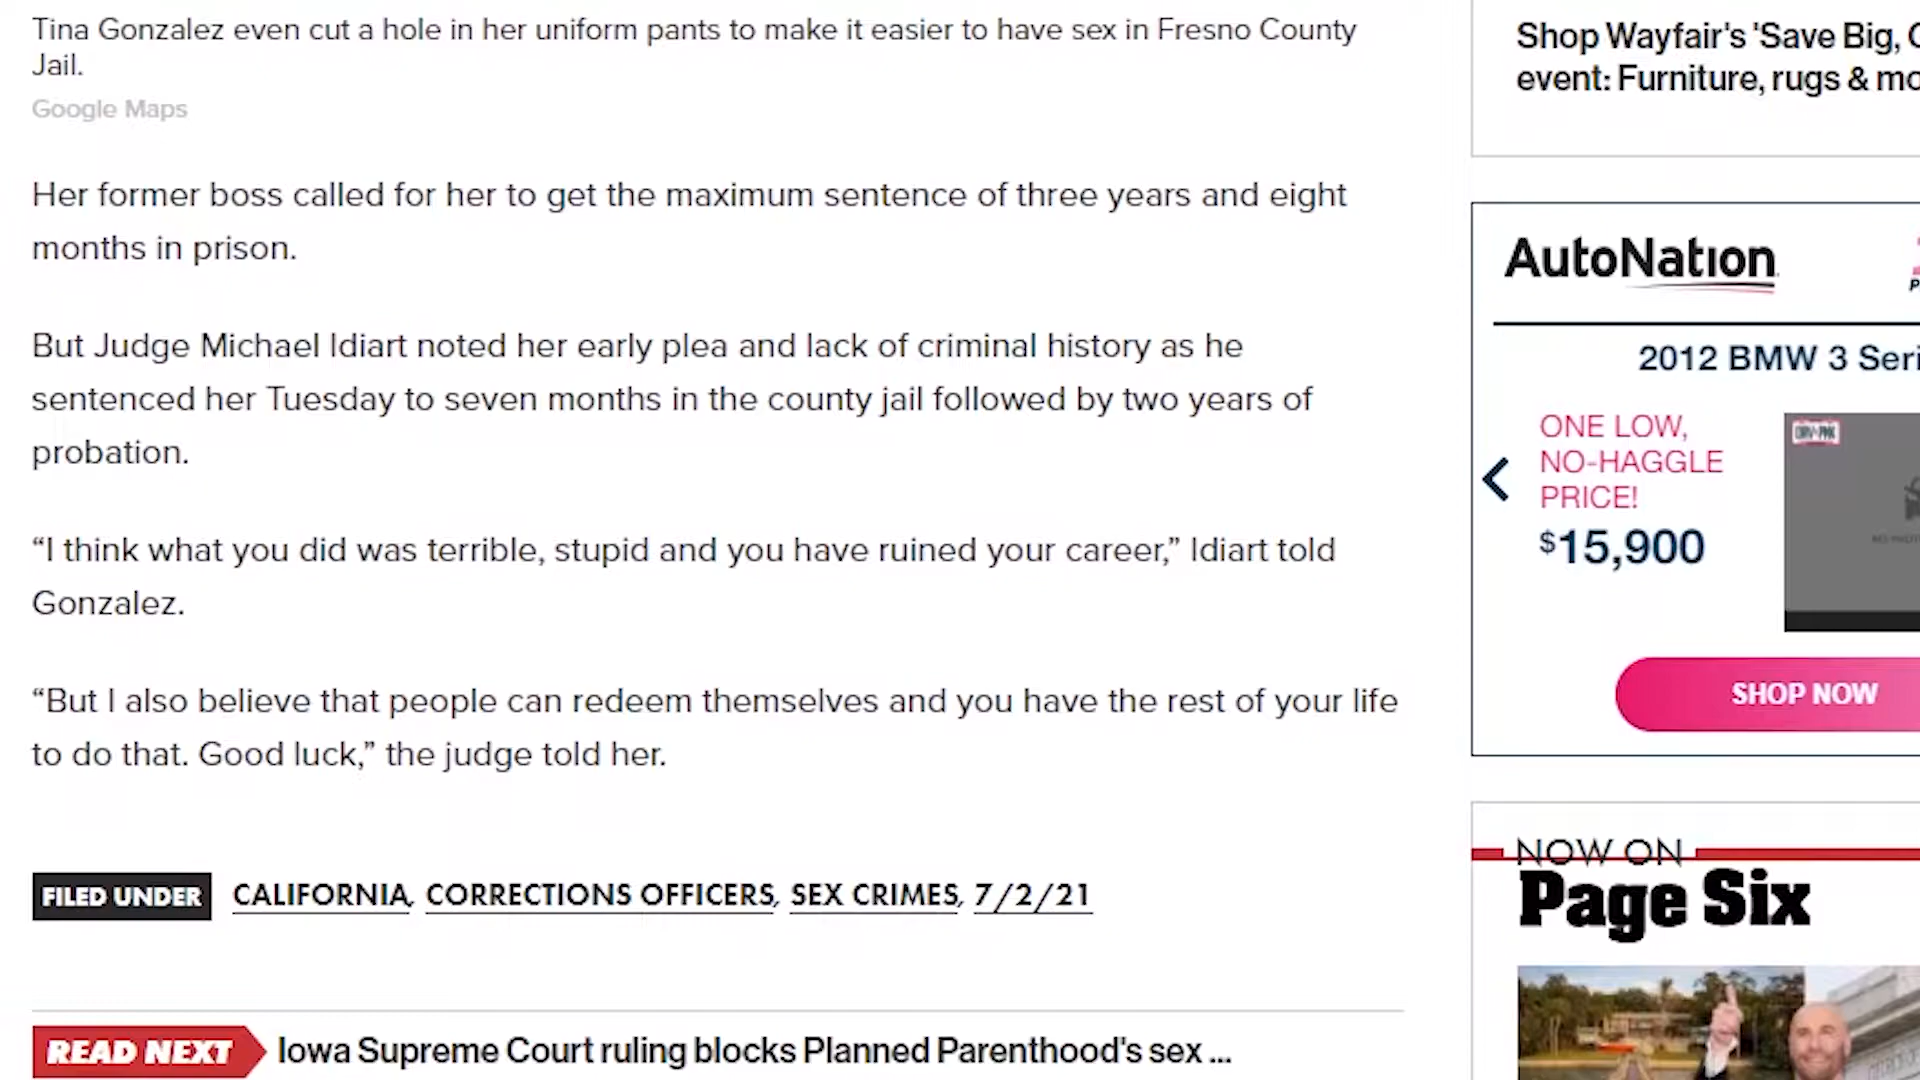 Tina Gonzalez even cut a hole in her uniform pants to make it easier to have sex in Fresno County
Jail.
Google Maps
Her former boss called for her to get the maximum sentence of three years and eight
months in prison.
But Judge Michael Idiart noted her early plea and lack of criminal history as he
sentenced her Tuesday to seven months in the county jail followed by two years of
probation.
“I think what you did was terrible, stupid and you have ruined your career,” Idiart told
Gonzalez.
“But I also believe that people can redeem themselves and you have the rest of your life
to do that. Good luck,” the judge told her.
FILED UNDER CALIFORNIA, CORRECTIONS OFFICERS, SEX CRIMES, 7/2/21
READ NEXT Iowa Supreme Court ruling blocks Planned Parenthood's sex ...
Shop Wayfair's 'Save Big,
event: Furniture, rugs &
AutoNation
2012 BMW 3 Seri
ONE LOW,
NO-HAGGLE
PRICE!
$15,900
SHOP NOW
NOW ON
Page Six